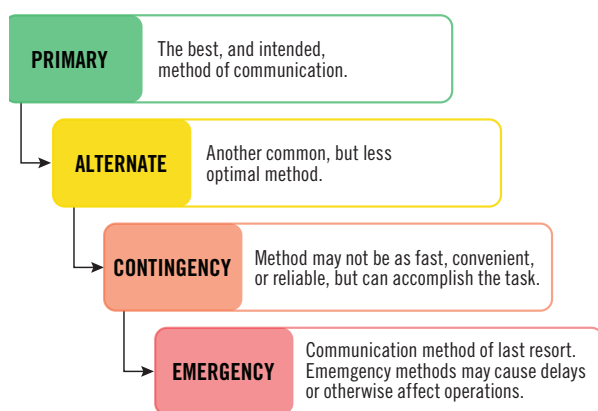 PRIMARY
The best, and intended,
method of communication.
ALTERNATE
Another common, but less
optimal method.
CONTINGENCY
Method may not be as fast, convenient,
or reliable, but can accomplish the task.
EMERGENCY
Communication method of last resort.
Ememgency methods may cause delays
or otherwise affect operations.